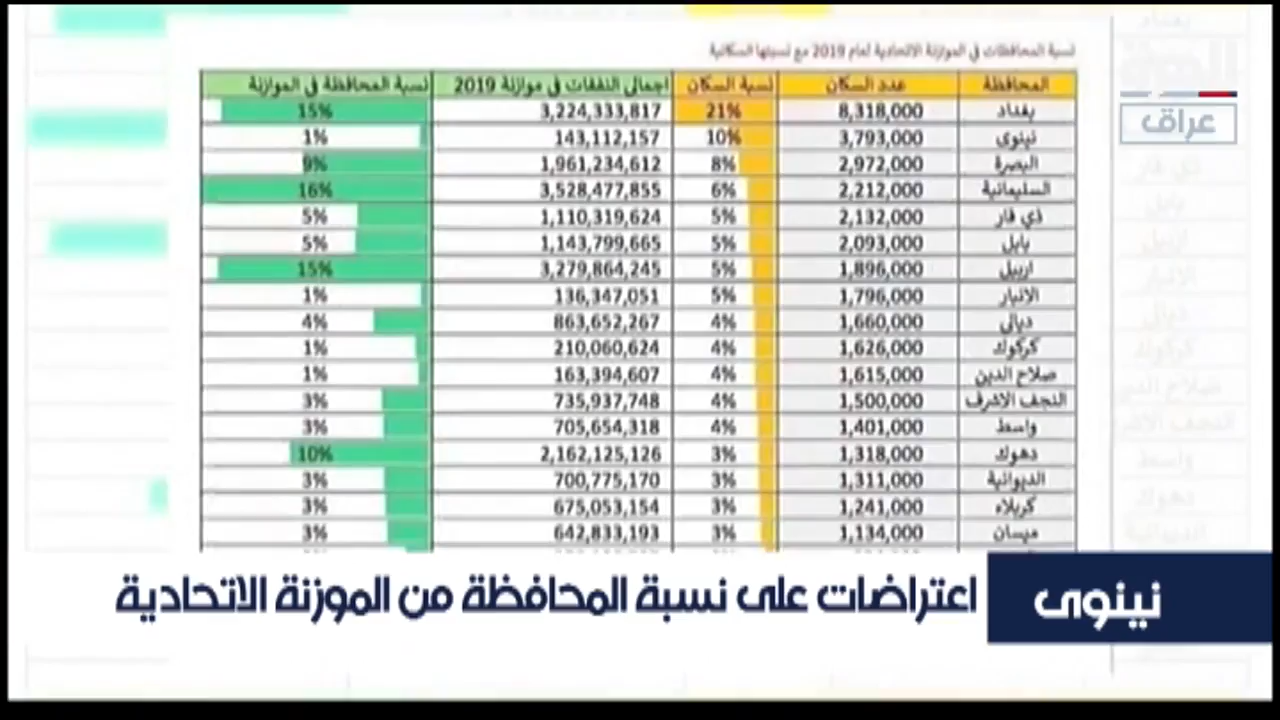 نسبة المحافظات في الموازنة الاتحادية لعام 2019 مع نسبتها السكانية
المحافظة عدد السكان نسبة السكان اجمالي النفقات في موازنة 2019 نسبة المحافظة في الموازنة
بغداد 8,318,000 21% 3,224,333,817 15%
نينوى 3,793,000 10% 143,112,157 1%
البصرة 2,972,000 8% 1,961,234,612 9%
السليمانية 2,212,000 6% 3,528,477,855 16%
ذي قار 2,132,000 5% 1,110,319,624 5%
بابل 2,093,000 5% 1,143,799,665 5%
اربيل 1,896,000 5% 3,279,864,245 15%
الانبار 1,796,000 5% 136,347,051 1%
ديالى 1,660,000 4% 863,652,267 4%
كركوك 1,626,000 4% 210,060,624 1%
صلاح الدين 1,615,000 4% 163,394,607 1%
النجف الاشرف 1,500,000 4% 735,937,748 3%
واسط 1,401,000 4% 705,654,318 3%
دهوك 1,318,000 3% 2,162,125,126 10%
الديوانية 1,311,000 3% 700,775,170 3%
كربلاء 1,241,000 3% 675,053,154 3%
ميسان 1,134,000 3% 642,833,193 3%
عراق
نينوى
اعتراضات على نسبة المحافظة من الموزنة الاتحادية